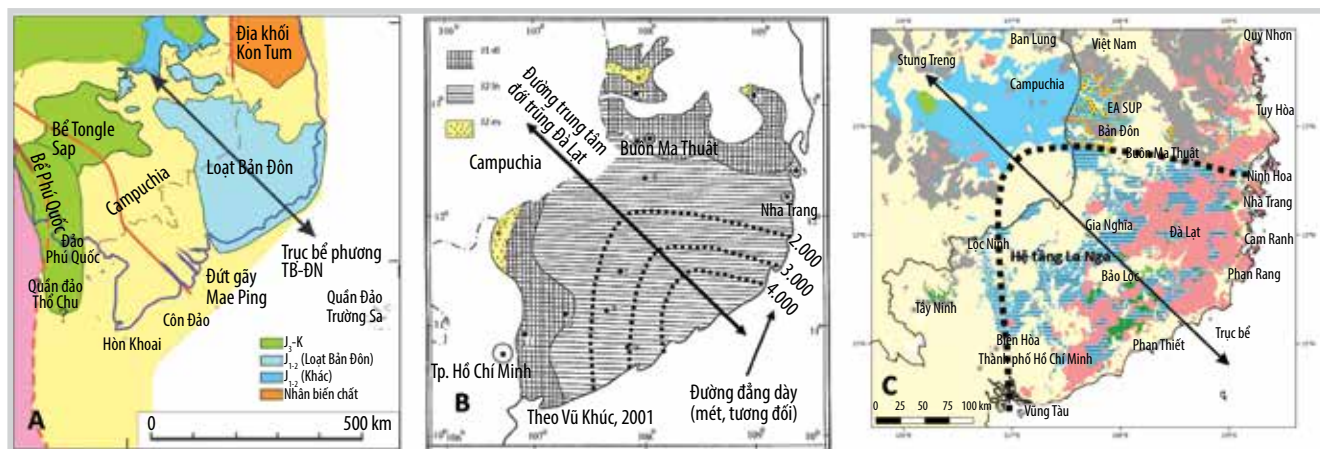 Địa khối
Kon Tum
Bể Tongle
Sap
Loạt Bản Đôn
Bể Phú Quốc
Campuchia
Đảo
Phú Quốc
Quần đảo
Thổ Chu
Trục bể phương
TB-ĐN
Đứt gãy
Mae Ping
Quần Đảo
Trường Sa
Côn Đảo
Hòn Khoai
J3-K
J1-2 (Loạt Bản Đôn)
J1-2 (Khác)
Nhân biến chất
A
0 500 km
Đường trung tâm
đới trũng Đà Lạt
Buôn Ma Thuật
Campuchia
Nha Trang
2.000
3.000
4.000
Tp. Hồ Chí Minh
B
Theo Vũ Khúc, 2001
Đường đẳng dày
(mét, tương đối)
Ban Lung
Việt Nam
Quy Nhơn
Stung Treng
Campuchia
EA SUP
Tuy Hòa
Bản Đôn
Buôn Ma Thuật
Ninh Hoa
Nha Trang
Gia Nghĩa
Đà Lạt
Cam Ranh
Lộc Ninh
Hệ tầng La Ngà
Bảo Lộc
Phan Rang
Tây Ninh
Trục bể
Biên Hòa
Phan Thiết
Thành phố Hồ Chí Minh
C
Vũng Tàu
0 25 50 75 100 km